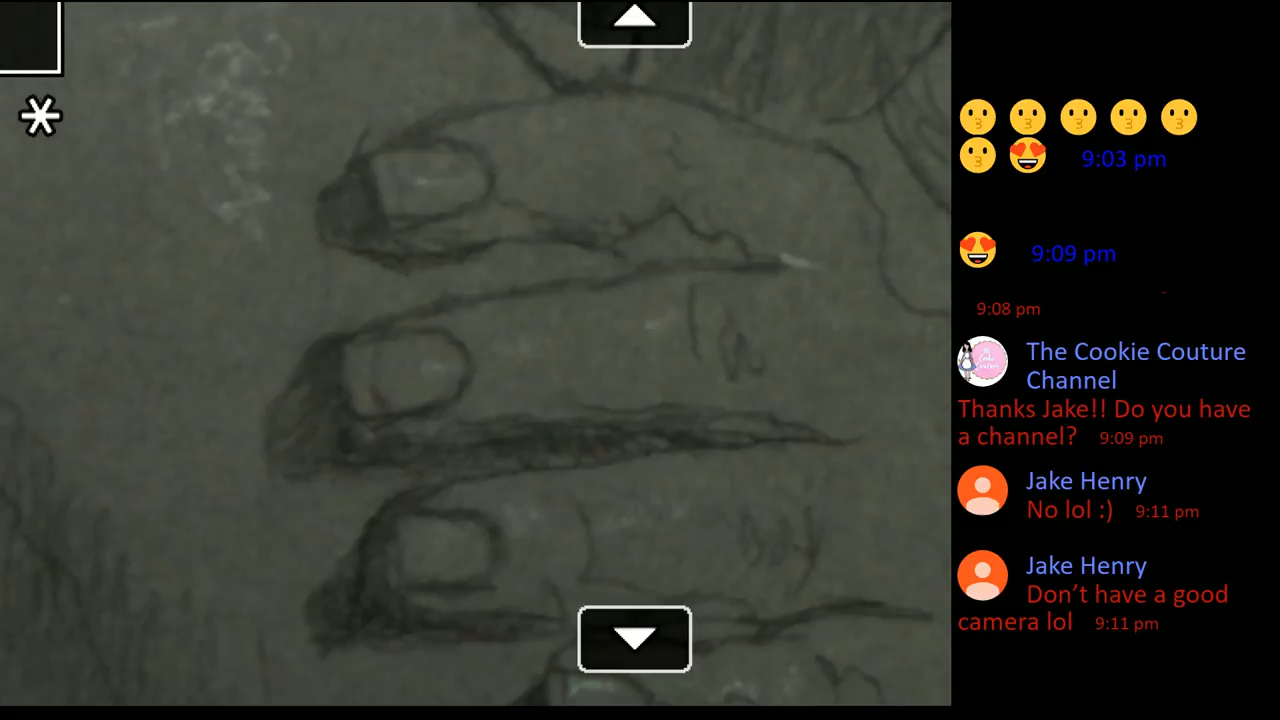 9:03 pm
9:09 pm
9:08 pm
The Cookie Couture
Channel
Thanks Jake!! Do you have
a channel? 9:09 pm
Jake Henry
No lol :) 9:11 pm
Jake Henry
Don't have a good
camera lol 9:11 pm